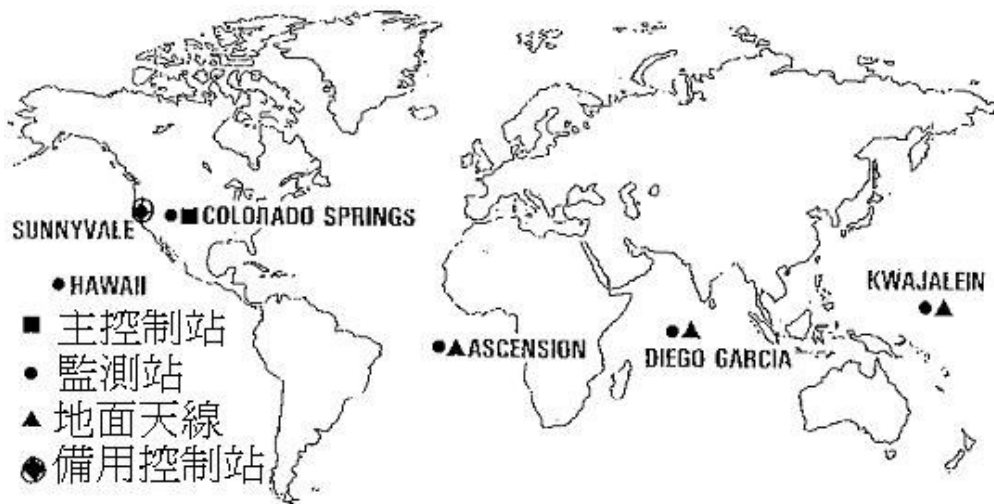 COLORADO SPRINGS
SUNNYVALE
HAWAII
KWAJALEIN
ASCENSION
DIEGO GARCIA
主控制站
監測站
地面天線
備用控制站